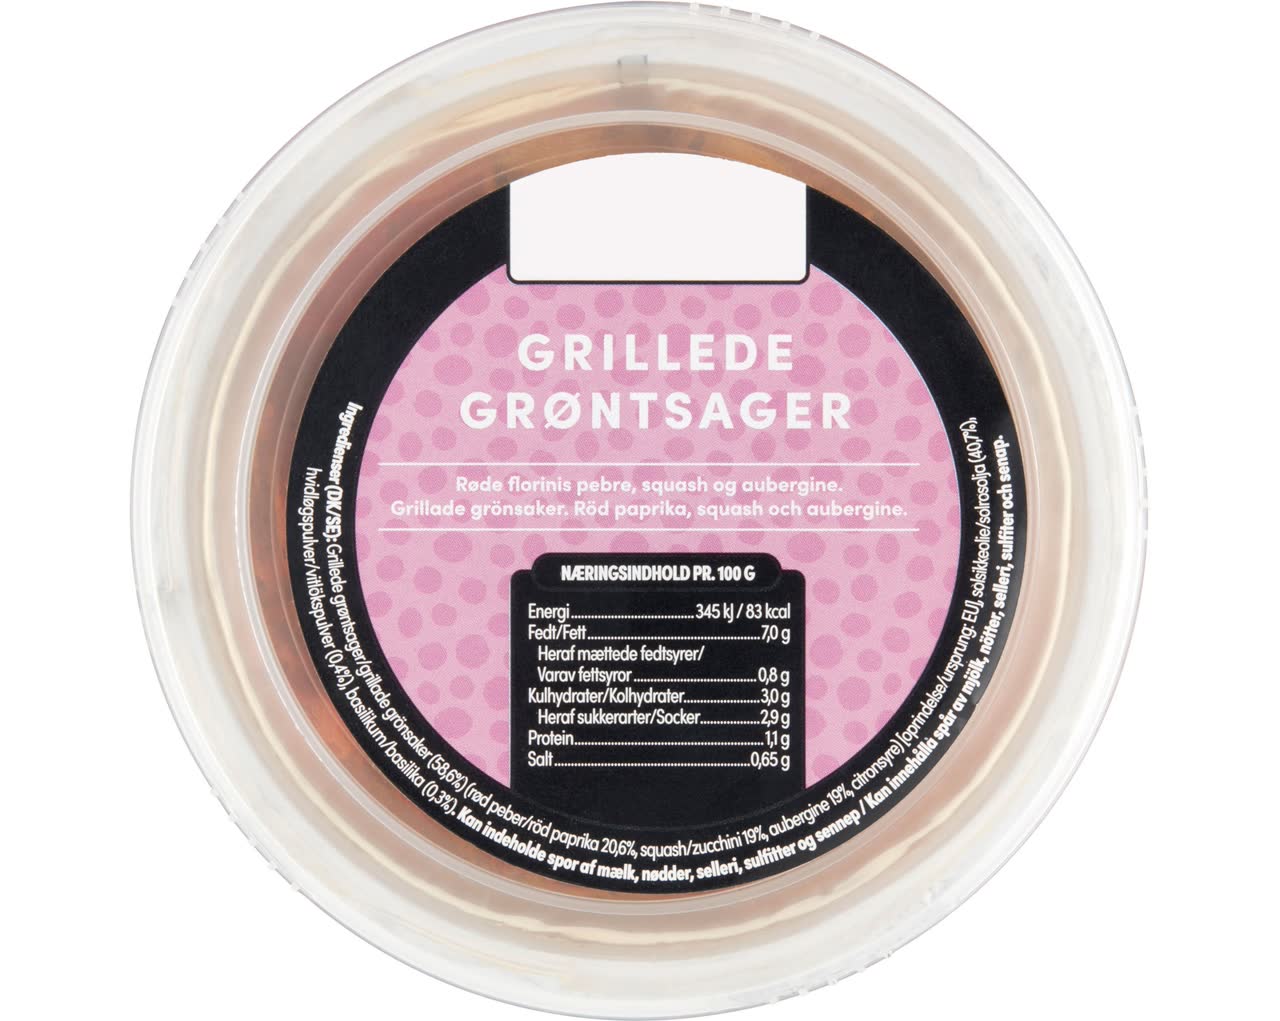 GRILLEDE
GRØNTSAGER
Røde florinis pebre, squash og aubergine.
Grillade grönsaker. Röd paprika, squash och aubergine.
NÆRINGSINDHOLD PR. 100 G
Energi 345 kJ / 83 kcal
Fedt/Fett 7,0 g
Heraf mættede fedtsyrer/
Varav fettsyror 0,8 g
Kulhydrater/Kolhydrater 3,0 g
Heraf sukkerarter/Socker 2,9 g
Protein 1,1 g
Salt 0,65 g
Ingredienser (DK/SE): Grillede grøntsager/grillade grönsaker (58,6%) (rød peber/röd paprika 20,6%, squash/zucchini 19%, aubergine 19%, citronsyre) [oprindelse/ursprung: EU], solsikkeolie/solrosolja (40,7%),
hvidløgspulver/vitlökspulver (0,4%), basilikum/basilika (0,3%). Kan indeholde spor af mælk, nødder, selleri, sulfitter og sennep / Kan innehålla spår av mjölk, nötter, selleri, sulfiter och senap.